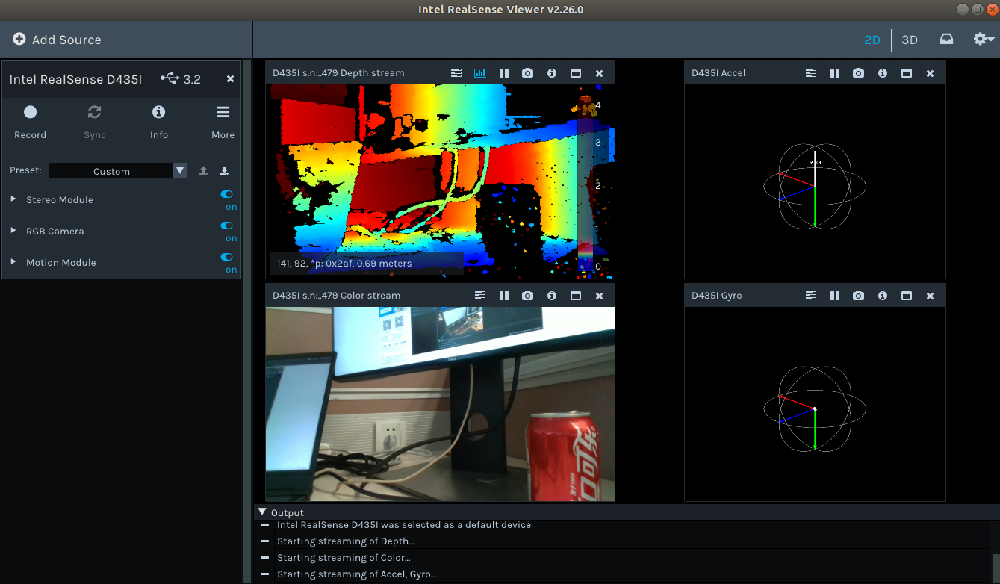 Intel RealSense Viewer v2.26.0
Add Source
2D
3D
Intel RealSense D435I
3.2
Record
Sync
Info
More
Preset:
Custom
Stereo Module
on
RGB Camera
on
Motion Module
on
D435I s.n:..479 Depth stream
4
3
2
1
0
141, 92, *p: 0x2af, 0.69 meters
D435I Accel
D435I s.n:..479 Color stream
DELL
可口
D435I Gyro
Output
Intel RealSense D435I was selected as a default device
Starting streaming of Depth...
Starting streaming of Color...
Starting streaming of Accel, Gyro...